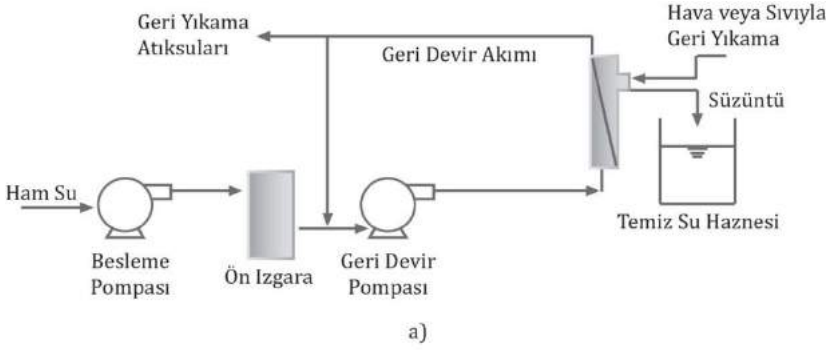 Geri Yıkama
Atıksuları
Geri Devir Akımı
Hava veya Sıvıyla
Geri Yıkama
Süzüntü
Ham Su
Besleme
Pompası
Ön Izgara
Geri Devir
Pompası
Temiz Su Haznesi
a)